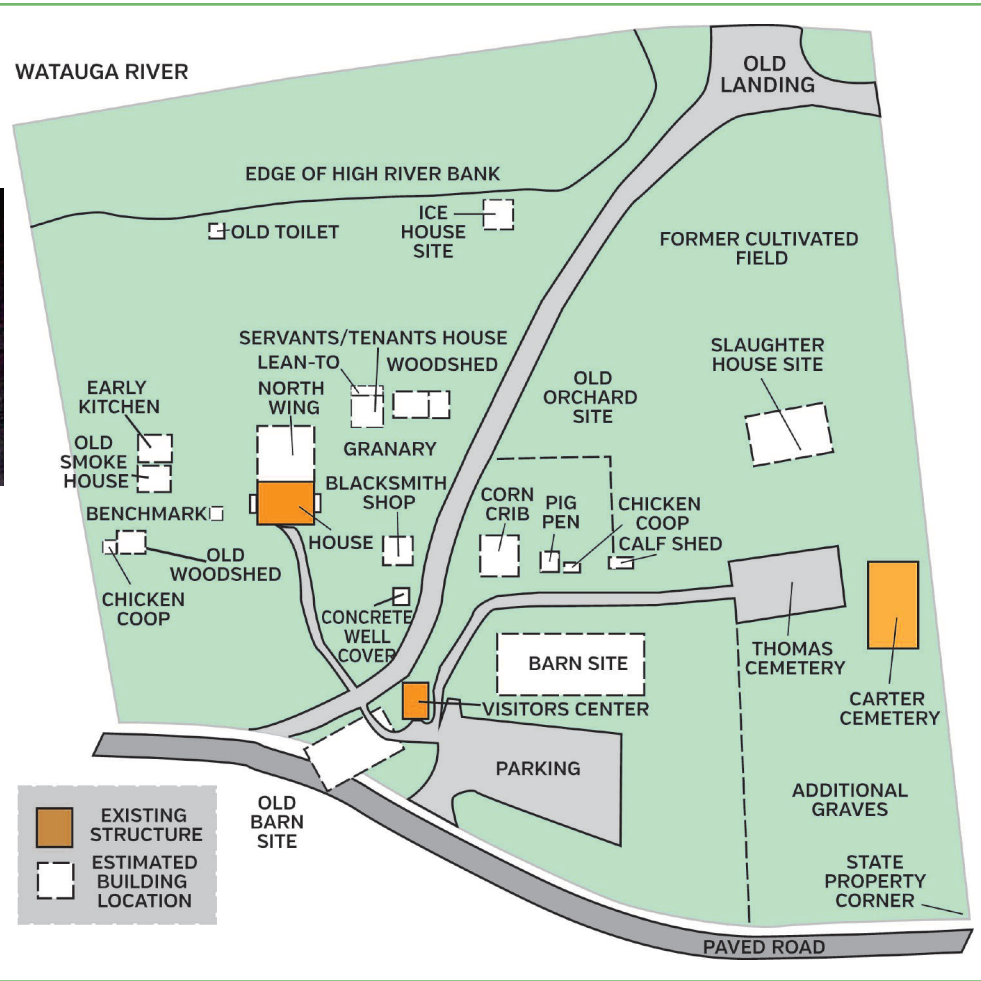 WATAUGA RIVER
OLD
LANDING
EDGE OF HIGH RIVER BANK
ICE
HOUSE
SITE
OLD TOILET
FORMER CULTIVATED
FIELD
SERVANTS/TENANTS HOUSE
LEAN-TO
WOODSHED
NORTH
WING
SLAUGHTER
HOUSE SITE
EARLY
KITCHEN
OLD
ORCHARD
SITE
OLD
SMOKE
HOUSE
GRANARY
BLACKSMITH
SHOP
CORN
CRIB
PIG
PEN
CHICKEN
COOP
CALF SHED
BENCHMARK
HOUSE
OLD
WOODSHED
CHICKEN
COOP
CONCRETE
WELL
COVER
BARN SITE
THOMAS
CEMETERY
CARTER
CEMETERY
VISITORS CENTER
PARKING
ADDITIONAL
GRAVES
OLD
BARN
SITE
EXISTING
STRUCTURE
ESTIMATED
BUILDING
LOCATION
STATE
PROPERTY
CORNER
PAVED ROAD